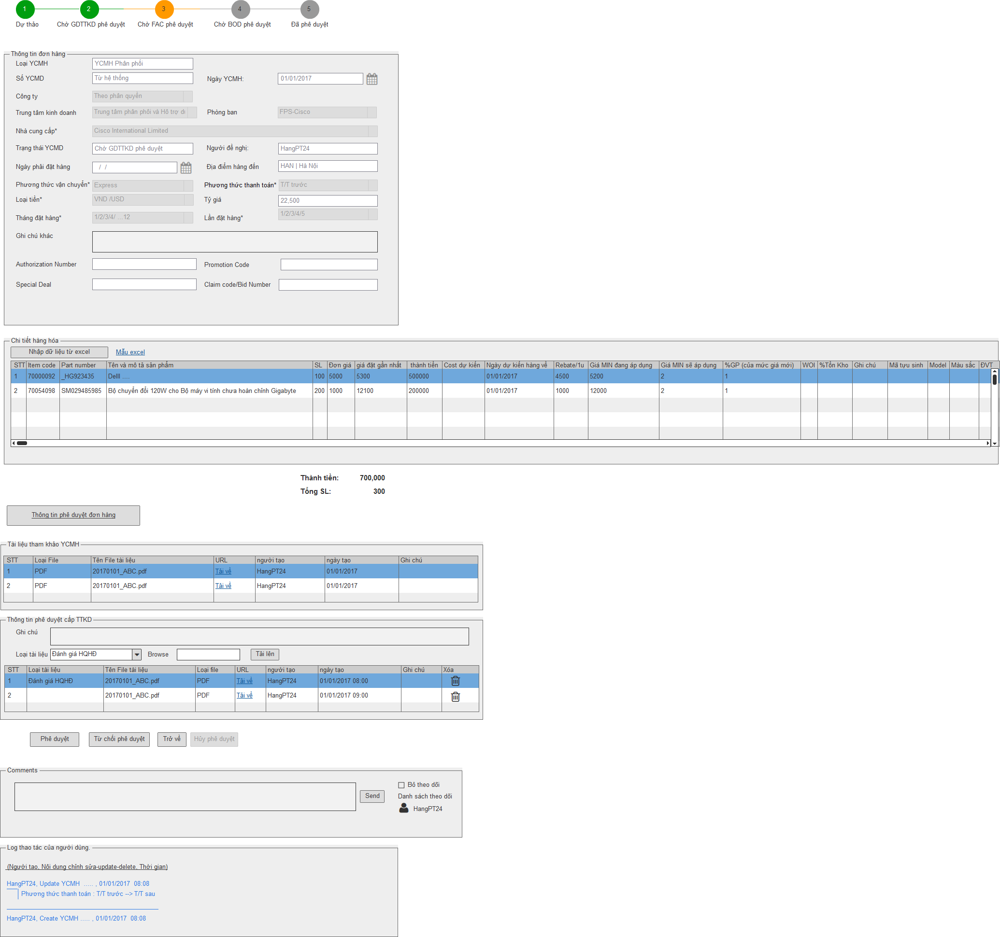 1 2 3 4 5
Dự thảo Chờ GDTTKD phê duyệt Chờ FAC phê duyệt Chờ BOD phê duyệt Đã phê duyệt
Thông tin đơn hàng
Loại YCMH YCMH Phân phối
Số YCMD Từ hệ thống Ngày YCMH: 01/01/2017
Công ty Theo phân quyền
Trung tâm kinh doanh Trung tâm phân phôi và Hô trợ dị Phòng ban FPS-Cisco
Nhà cung cấp* Cisco International Limited
Trạng thái YCMD Chờ GDTTKD phê duyệt Người đề nghị: HangPT24
Ngày phải đặt hàng / / Địa điểm hàng đến HAN | Hà Nội
Phương thức vận chuyển* Express Phương thức thanh toán* T/T trước
Loại tiền* VND /USD Tỷ giá 22,500
Tháng đặt hàng* 1/2/3/4/ ...12 Lần đặt hàng* 1/2/3/4/5
Ghi chú khác
Authorization Number Promotion Code
Special Deal Claim code/Bid Number
Chi tiết hàng hóa
Nhập dữ liệu từ excel Mẫu excel
STT Item code Part number Tên và mô tả sản phẩm SL Đơn giá giá đặt gần nhất thành tiền Cost dự kiến Ngày dự kiến hàng về Rebate/1u Giá MIN đang áp dụng Giá MIN sẽ áp dụng %GP (của mức giá mới) WOI %Tồn Kho Ghi chú Mã tựu sinh Model Màu sắc ĐVT
1 70000092 _HG923435 Delll .... 100 5000 5300 500000 01/01/2017 4500 5200 2 1
2 70054098 SM029485985 Bộ chuyển đổi 120W cho Bộ máy vi tính chưa hoàn chỉnh Gigabyte 200 1000 12100 200000 01/01/2017 1000 12000 2 1
Thành tiền: 700,000
Tổng SL: 300
Thông tin phê duyệt đơn hàng
Tài liệu tham khảo YCMH
STT Loại File Tên File tài liệu URL người tạo ngày tạo Ghi chú
1 PDF 20170101_ABC.pdf Tải về HangPT24 01/01/2017
2 PDF 20170101_ABC.pdf Tải về HangPT24 01/01/2017
Thông tin phê duyệt cấp TTKD
Ghi chú
Loại tài liệu Đánh giá HQHĐ Browse Tải lên
STT Loại tài liệu Tên File tài liệu Loại file URL người tạo ngày tạo Ghi chú Xóa
1 Đánh giá HQHĐ 20170101_ABC.pdf PDF Tải về HangPT24 01/01/2017 08:00
2 20170101_ABC.pdf PDF Tải về HangPT24 01/01/2017 09:00
Phê duyệt Từ chối phê duyệt Trở về Hủy phê duyệt
Comments
Send Bỏ theo dõi
Danh sách theo dõi
HangPT24
Log thao tác của người dùng.
(Người tạo, Nội dung chỉnh sửa-update-delete, Thời gian)
HangPT24, Update YCMH ..... , 01/01/2017 08:08
Phương thức thanh toán : T/T trước --> T/T sau
HangPT24, Create YCMH ..... , 01/01/2017 08:08